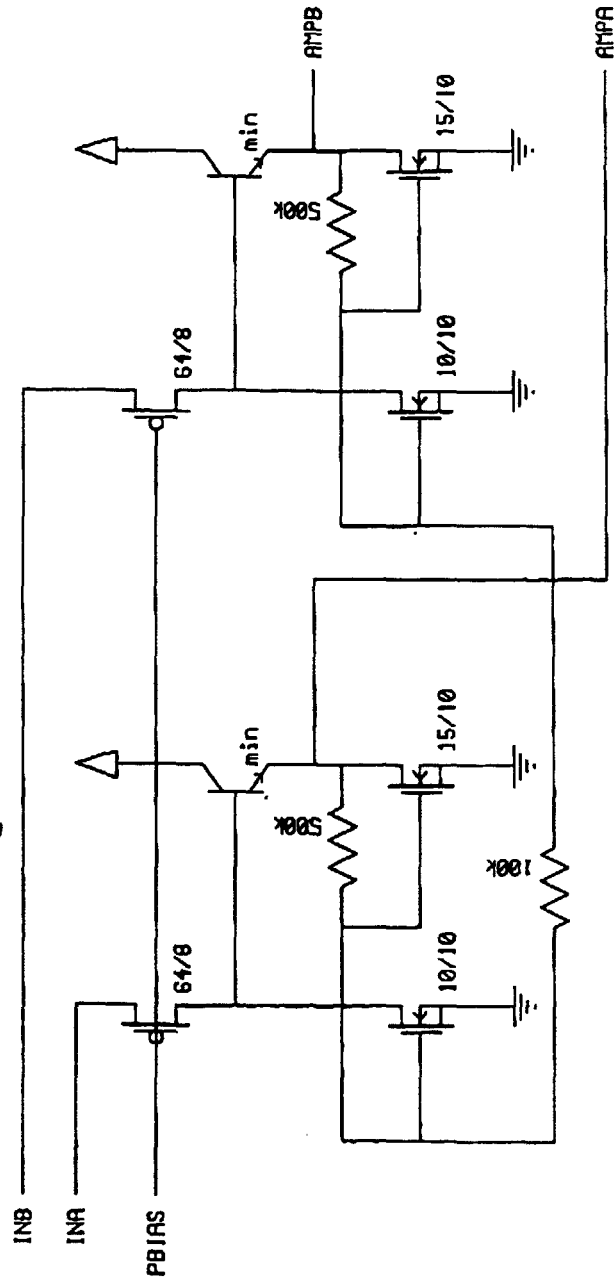 INB
INA
PBIAS
64/8
64/8
min
min
500k
500k
AMPB
10/10
15/10
10/10
15/10
100k
AMPA